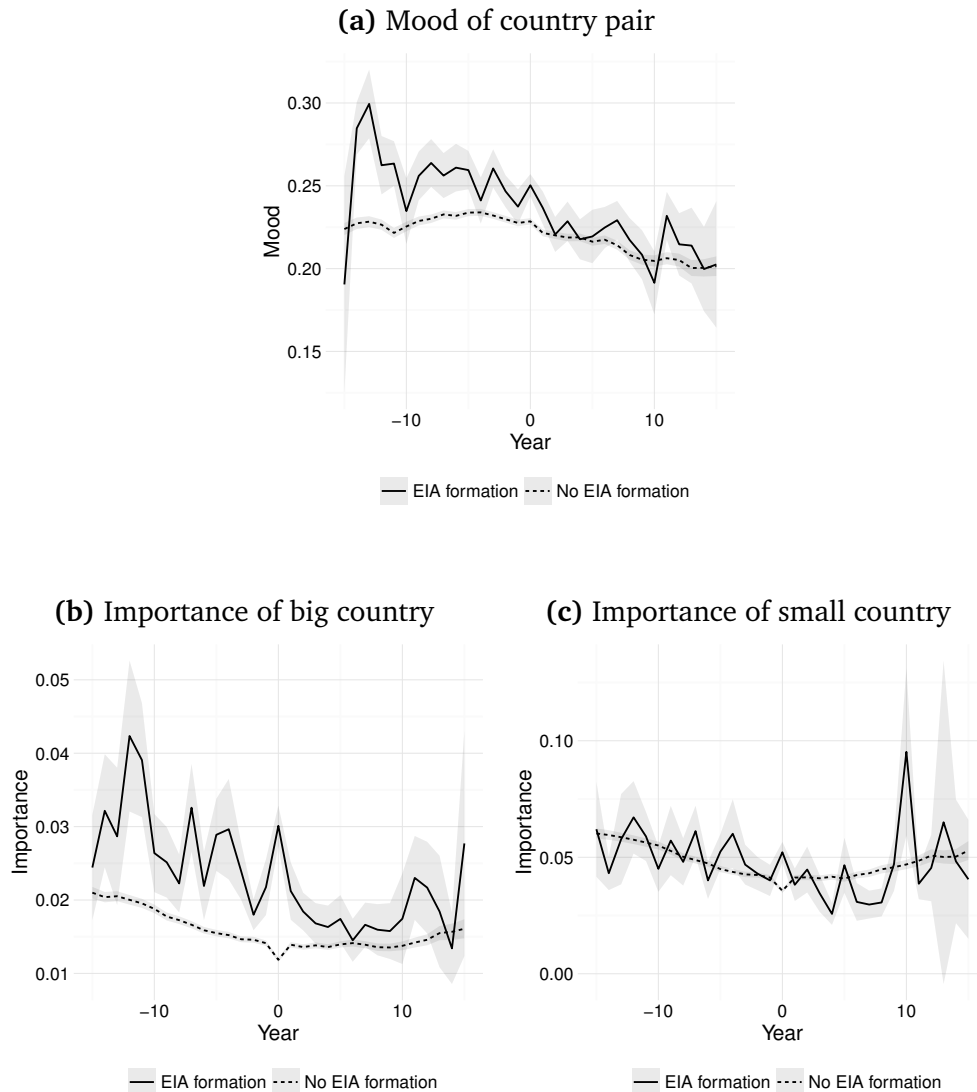 (a) Mood of country pair
0.30
0.25
0.20
0.15
Mood
−10 0 10
Year
EIA formation No EIA formation
(b) Importance of big country
0.05
0.04
0.03
0.02
0.01
Importance
−10 0 10
Year
EIA formation No EIA formation
(c) Importance of small country
0.10
0.05
0.00
Importance
−10 0 10
Year
EIA formation No EIA formation